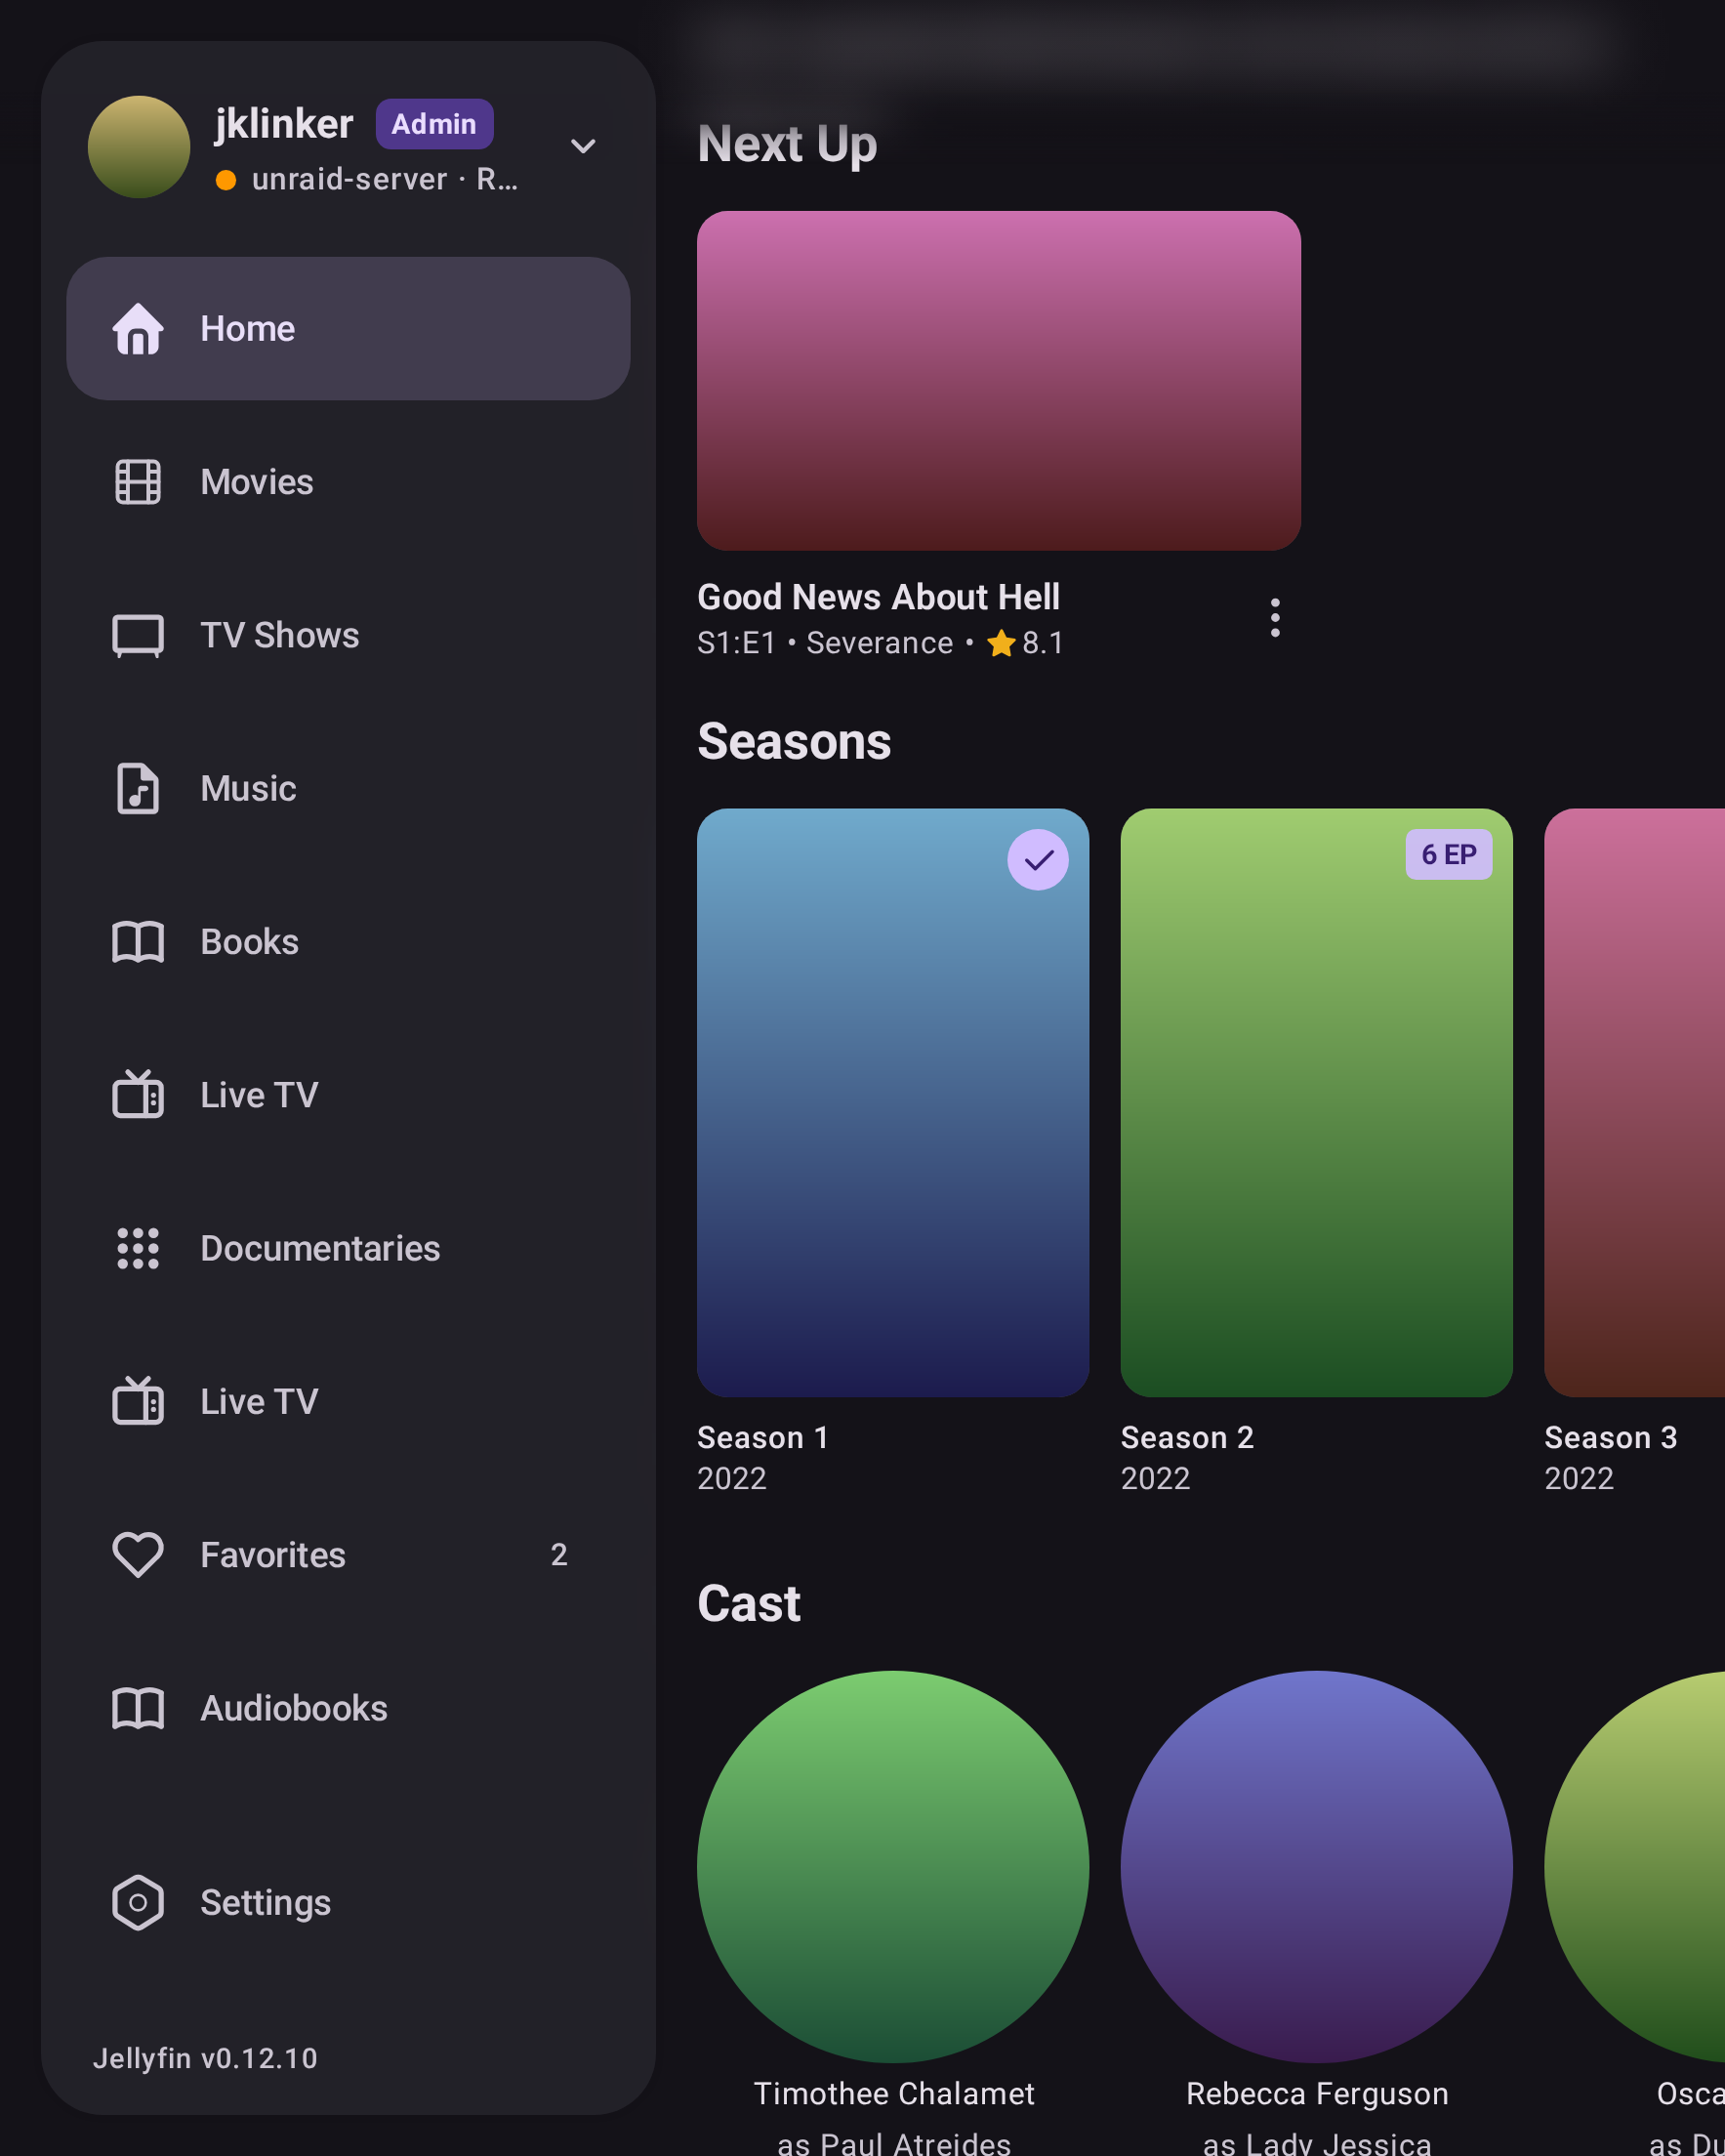 jklinker
Admin
unraid-server · R…
Home
Movies
TV Shows
Music
Books
Live TV
Documentaries
Live TV
Favorites 2
Audiobooks
Settings
Jellyfin v0.12.10
Next Up
Good News About Hell
S1:E1 • Severance • 8.1
Seasons
6 EP
Season 1
2022
Season 2
2022
Season 3
2022
Cast
Timothee Chalamet
as Paul Atreides
Rebecca Ferguson
as Lady Jessica
Osca
as Du